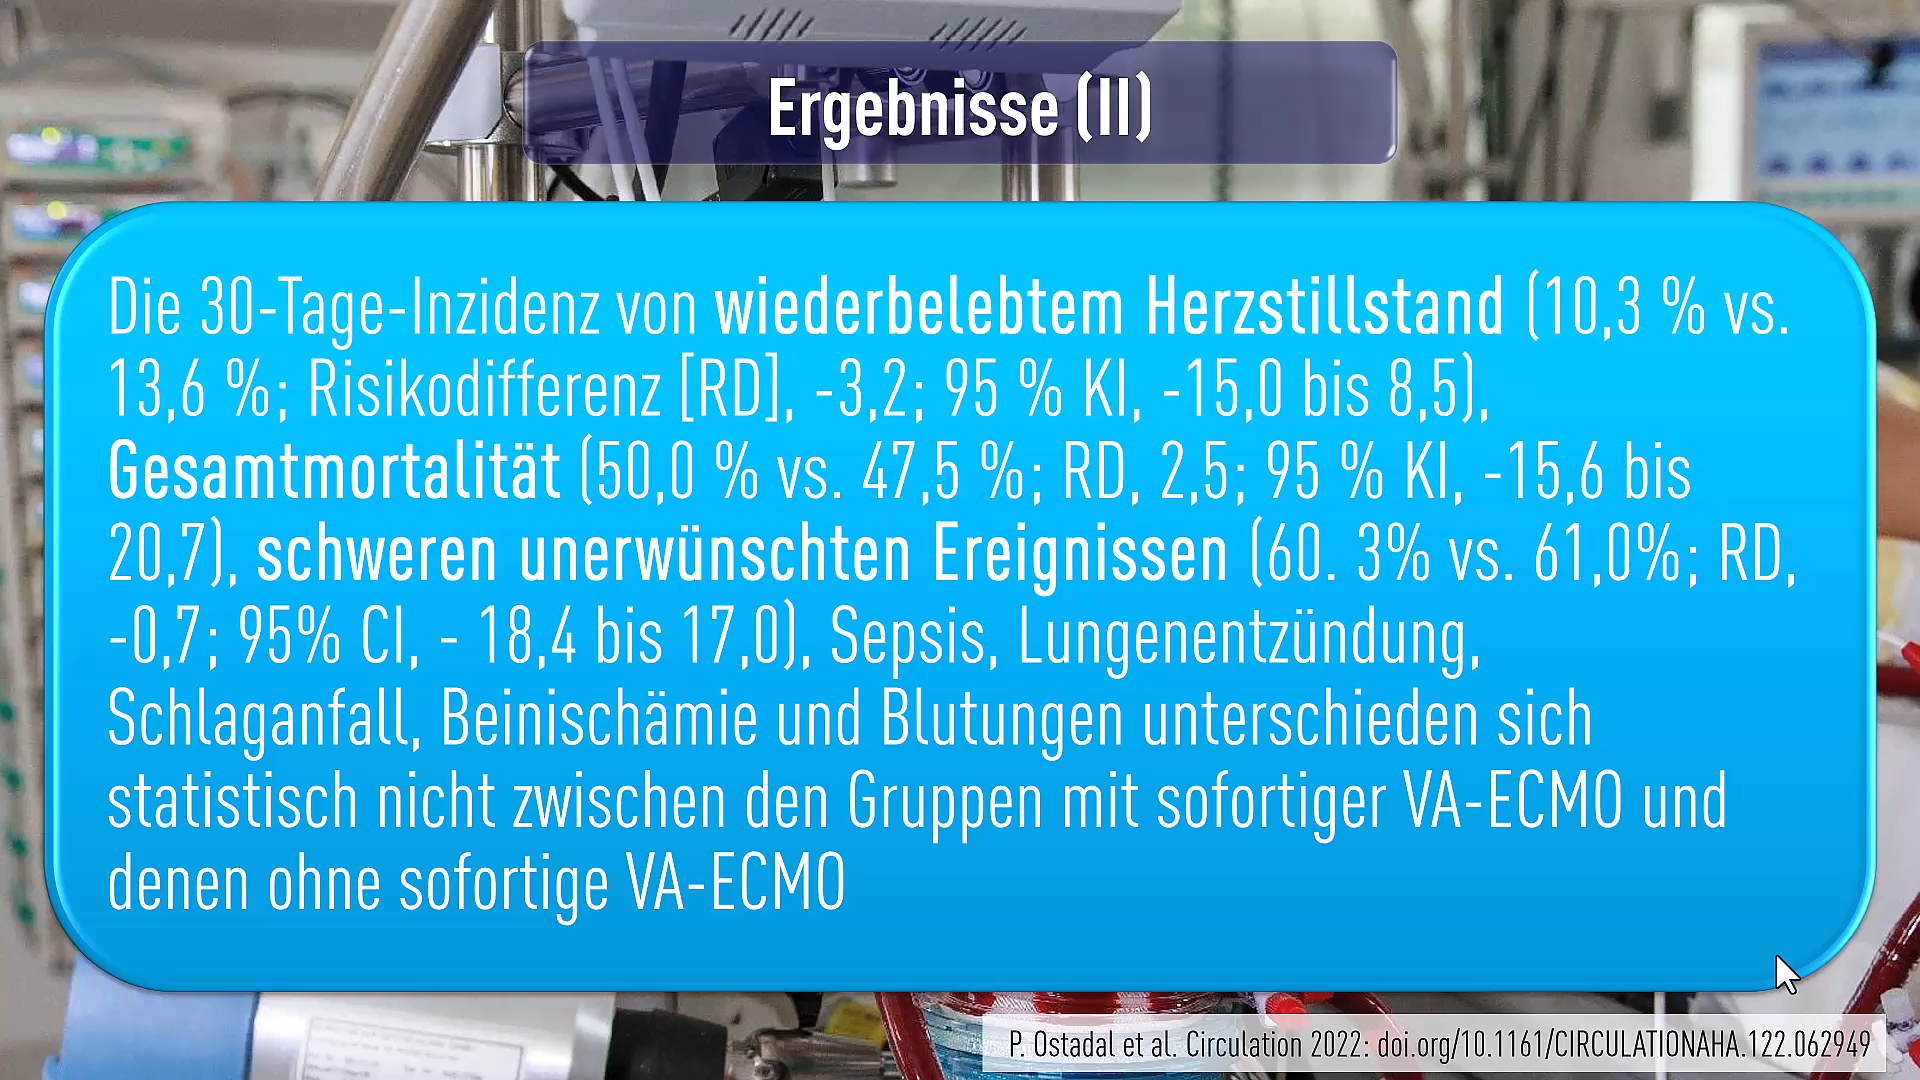 Ergebnisse (II)
Die 30-Tage-Inzidenz von wiederbelebtem Herzstillstand (10,3 % vs.
13,6 %; Risikodifferenz [RD], -3,2; 95 % KI, -15,0 bis 8,5),
Gesamtmortalität (50,0 % vs. 47,5 %; RD, 2,5; 95 % KI, -15,6 bis
20,7), schweren unerwünschten Ereignissen (60. 3% vs. 61,0%; RD,
-0,7; 95% CI, - 18,4 bis 17,0), Sepsis, Lungenentzündung,
Schlaganfall, Beinischämie und Blutungen unterschieden sich
statistisch nicht zwischen den Gruppen mit sofortiger VA-ECMO und
denen ohne sofortige VA-ECMO
P. Ostadal et al. Circulation 2022: doi.org/10.1161/CIRCULATIONAHA.122.062949